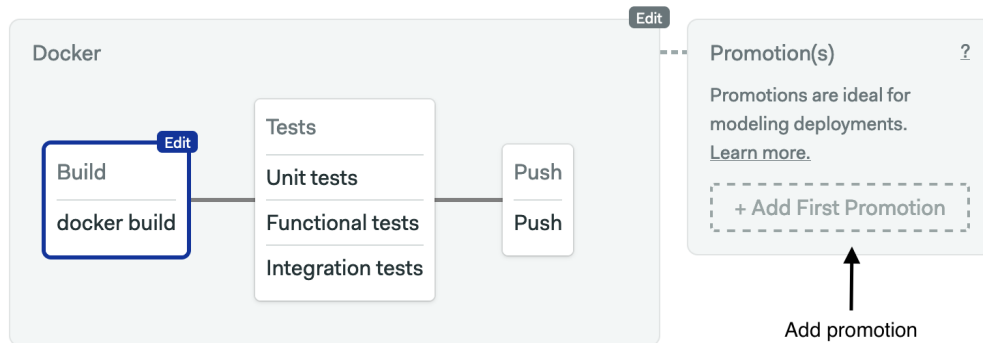 Edit
Docker
Promotion(s)
?
Promotions are ideal for
modeling deployments.
Learn more.
+ Add First Promotion
Edit
Build
docker build
Tests
Unit tests
Functional tests
Integration tests
Push
Push
Add promotion